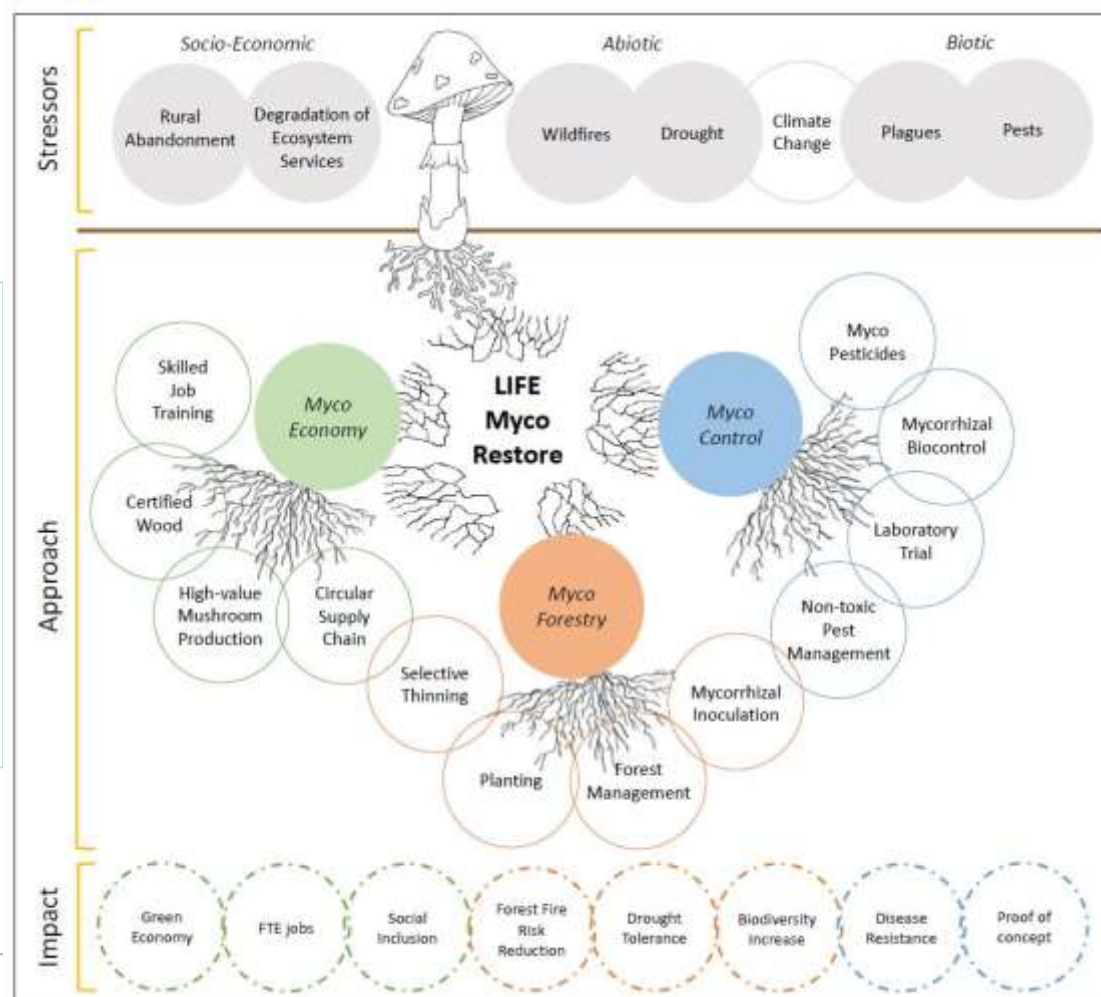 Stressors
Socio-Economic
Abiotic
Biotic
Rural
Abandonment
Degradation of
Ecosystem
Services
Wildfires
Drought
Climate
Change
Plagues
Pests
Approach
LIFE
Myco
Restore
Myco
Economy
Skilled
Job
Training
Certified
Wood
High-value
Mushroom
Production
Circular
Supply
Chain
Myco
Forestry
Selective
Thinning
Planting
Forest
Management
Mycorrhizal
Inoculation
Myco
Control
Myco
Pesticides
Mycorrhizal
Biocontrol
Laboratory
Trial
Non-toxic
Pest
Management
Impact
Green
Economy
FTE jobs
Social
Inclusion
Forest Fire
Risk
Reduction
Drought
Tolerance
Biodiversity
Increase
Disease
Resistance
Proof of
concept